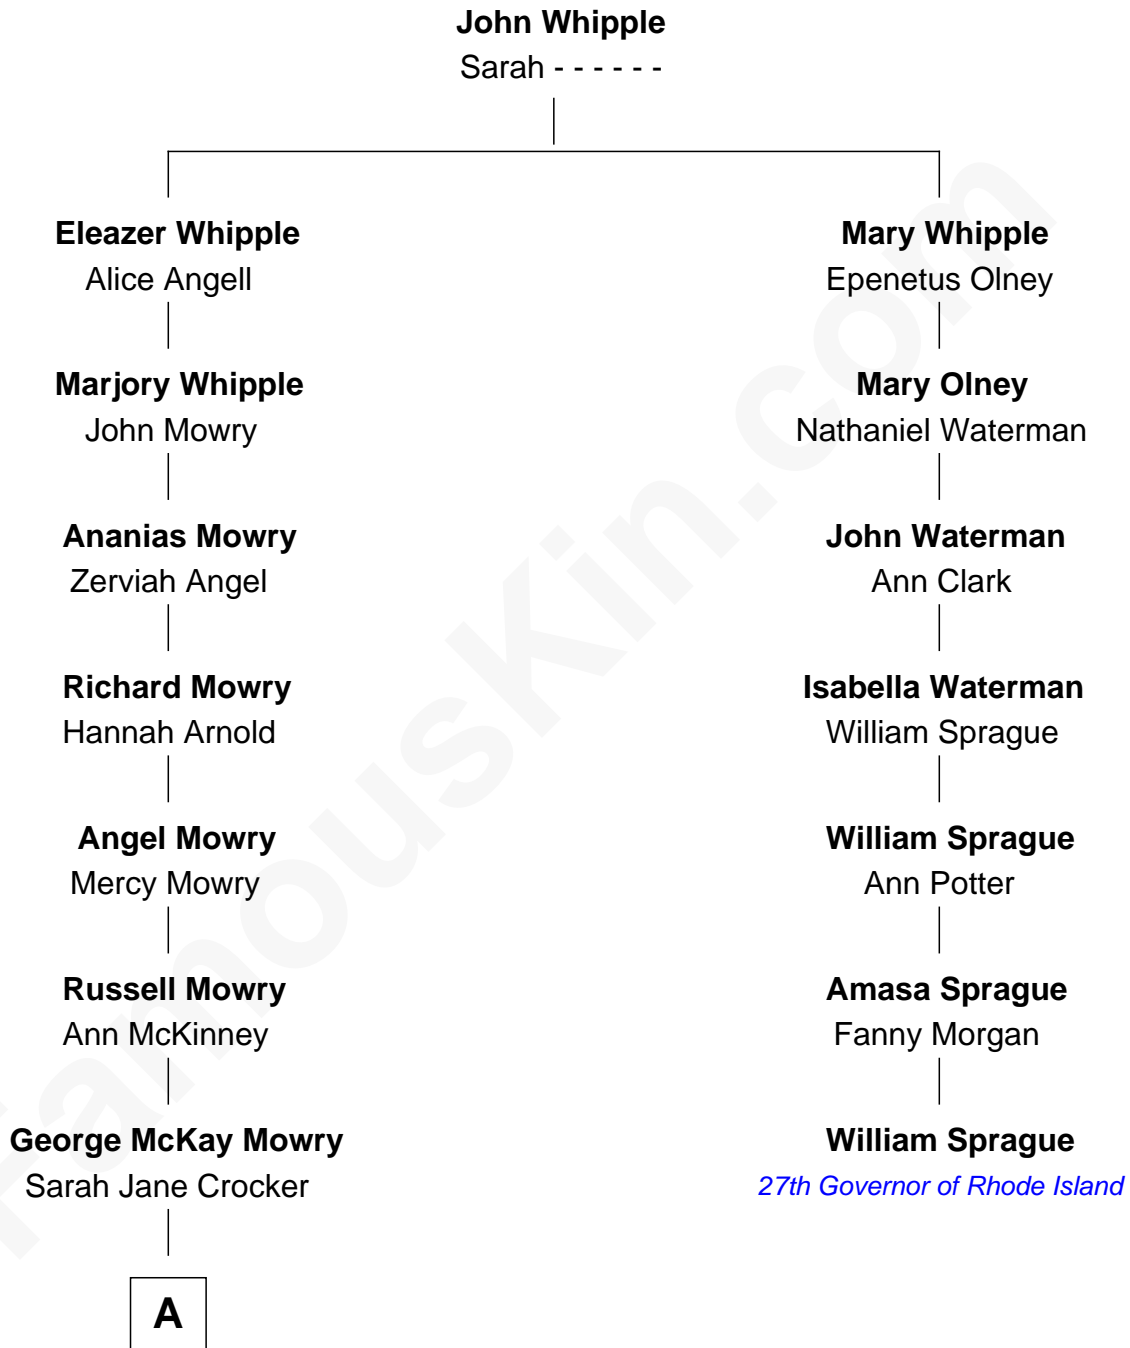 John Whipple
Sarah - - - - - -
Eleazer Whipple
Alice Angell
Mary Whipple
Epenetus Olney
Marjory Whipple
John Mowry
Mary Olney
Nathaniel Waterman
Ananias Mowry
Zerviah Angel
John Waterman
Ann Clark
Richard Mowry
Hannah Arnold
Isabella Waterman
William Sprague
Angel Mowry
Mercy Mowry
William Sprague
Ann Potter
Russell Mowry
Ann McKinney
Amasa Sprague
Fanny Morgan
George McKay Mowry
Sarah Jane Crocker
William Sprague
27th Governor of Rhode Island
A
FamousKin.com